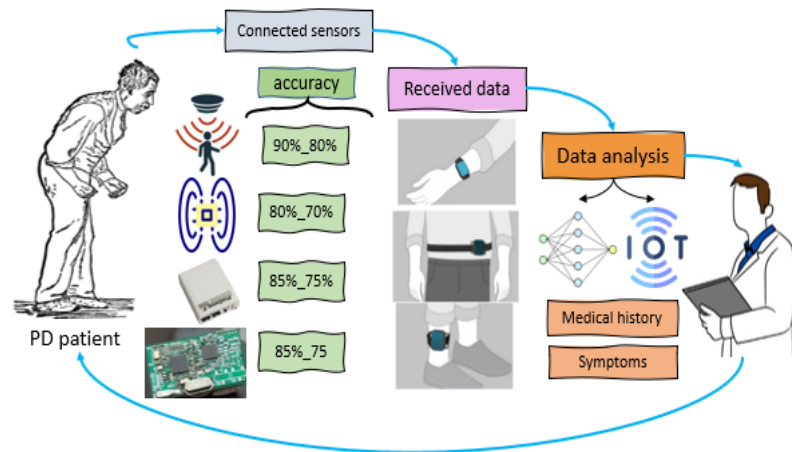 Connected sensors
accuracy
Received data
90%_80%
Data analysis
80%_70%
IOT
85%_75%
Medical history
PD patient
85%_75
Symptoms